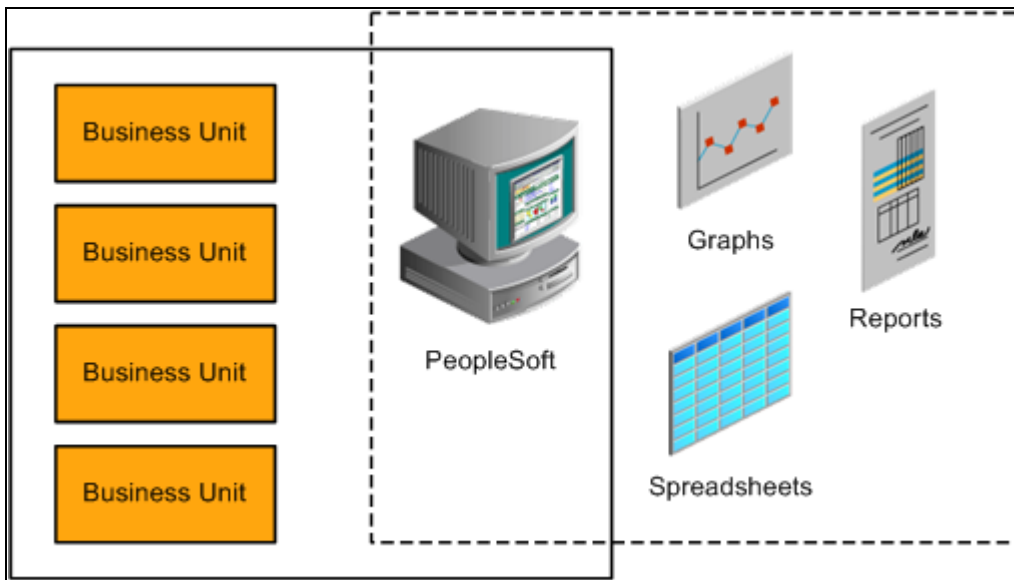 Business Unit
Business Unit
Business Unit
Business Unit
PeopleSoft
Graphs
Reports
Spreadsheets